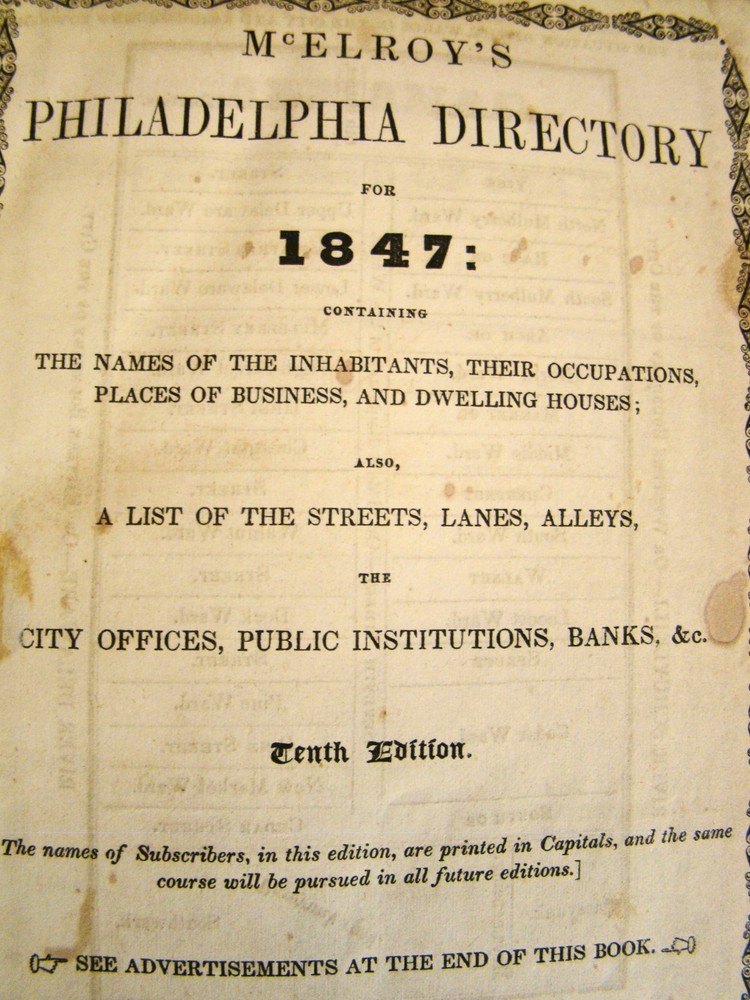 McELROY'S
PHILADELPHIA DIRECTORY
FOR
1847:
CONTAINING
THE NAMES OF THE INHABITANTS, THEIR OCCUPATIONS,
PLACES OF BUSINESS, AND DWELLING HOUSES;
ALSO,
A LIST OF THE STREETS, LANES, ALLEYS,
THE
CITY OFFICES, PUBLIC INSTITUTIONS, BANKS, &c.
Tenth Edition.
The names of Subscribers, in this edition, are printed in Capitals, and the same
course will be pursued in all future editions.]
☞ SEE ADVERTISEMENTS AT THE END OF THIS BOOK. ☜